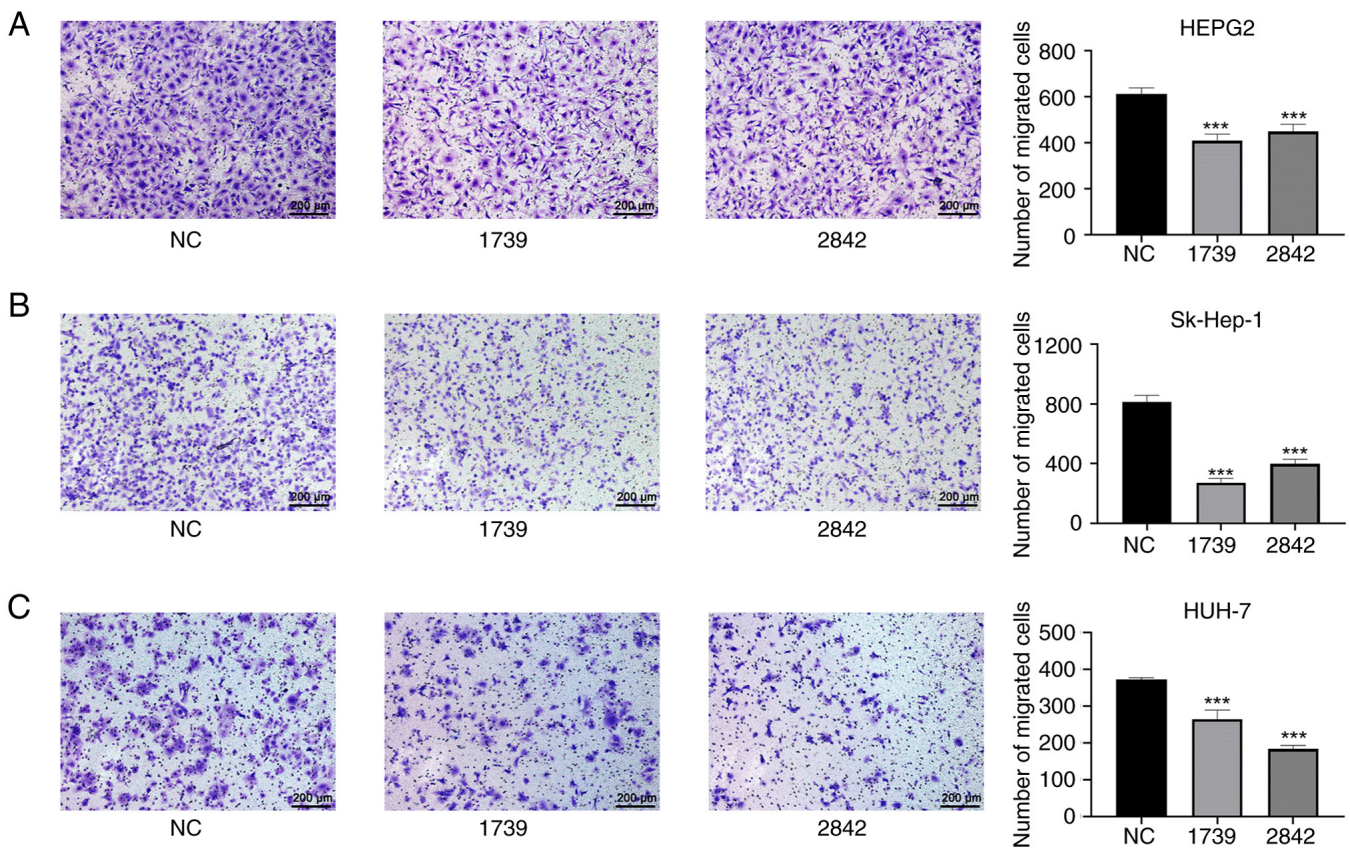 A
HEPG2
Number of migrated cells
800
600
400
200
0
***
***
NC
1739
2842
200 µm
200 µm
200 µm
NC
1739
2842
B
Sk-Hep-1
Number of migrated cells
1200
800
400
0
***
***
NC
1739
2842
200 µm
200 µm
200 µm
NC
1739
2842
C
HUH-7
Number of migrated cells
500
400
300
200
100
0
***
***
NC
1739
2842
200 µm
200 µm
200 µm
NC
1739
2842